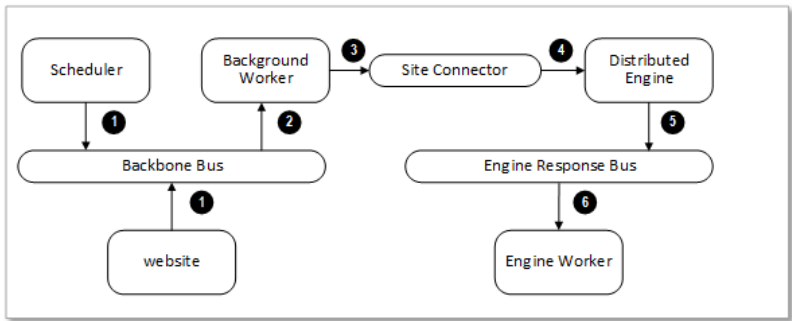 Scheduler
Background
Worker
3
Site Connector
4
Distributed
Engine
1
2
5
Backbone Bus
Engine Response Bus
1
6
website
Engine Worker